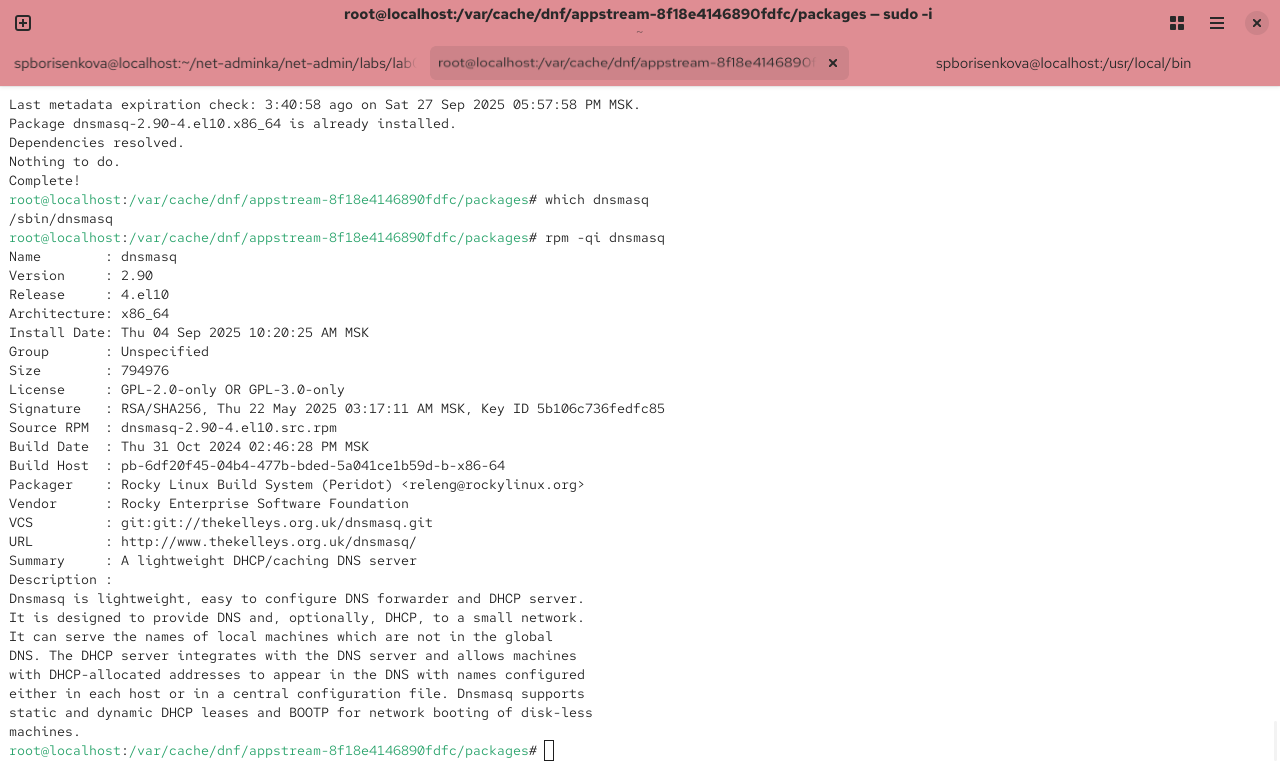 root@localhost:/var/cache/dnf/appstream-8f18e4146890fdfc/packages — sudo -i
~
spborisenkova@localhost:~/net-adminka/net-admin/labs/lab
root@localhost:/var/cache/dnf/appstream-8f18e4146890f
spborisenkova@localhost:/usr/local/bin
Last metadata expiration check: 3:40:58 ago on Sat 27 Sep 2025 05:57:58 PM MSK.
Package dnsmasq-2.90-4.el10.x86_64 is already installed.
Dependencies resolved.
Nothing to do.
Complete!
root@localhost:/var/cache/dnf/appstream-8f18e4146890fdfc/packages# which dnsmasq
/sbin/dnsmasq
root@localhost:/var/cache/dnf/appstream-8f18e4146890fdfc/packages# rpm -qi dnsmasq
Name        : dnsmasq
Version     : 2.90
Release     : 4.el10
Architecture: x86_64
Install Date: Thu 04 Sep 2025 10:20:25 AM MSK
Group       : Unspecified
Size        : 794976
License     : GPL-2.0-only OR GPL-3.0-only
Signature   : RSA/SHA256, Thu 22 May 2025 03:17:11 AM MSK, Key ID 5b106c736fedfc85
Source RPM  : dnsmasq-2.90-4.el10.src.rpm
Build Date  : Thu 31 Oct 2024 02:46:28 PM MSK
Build Host  : pb-6df20f45-04b4-477b-bded-5a041ce1b59d-b-x86-64
Packager    : Rocky Linux Build System (Peridot) <releng@rockylinux.org>
Vendor      : Rocky Enterprise Software Foundation
VCS         : git:git://thekelleys.org.uk/dnsmasq.git
URL         : http://www.thekelleys.org.uk/dnsmasq/
Summary     : A lightweight DHCP/caching DNS server
Description :
Dnsmasq is lightweight, easy to configure DNS forwarder and DHCP server.
It is designed to provide DNS and, optionally, DHCP, to a small network.
It can serve the names of local machines which are not in the global
DNS. The DHCP server integrates with the DNS server and allows machines
with DHCP-allocated addresses to appear in the DNS with names configured
either in each host or in a central configuration file. Dnsmasq supports
static and dynamic DHCP leases and BOOTP for network booting of disk-less
machines.
root@localhost:/var/cache/dnf/appstream-8f18e4146890fdfc/packages#